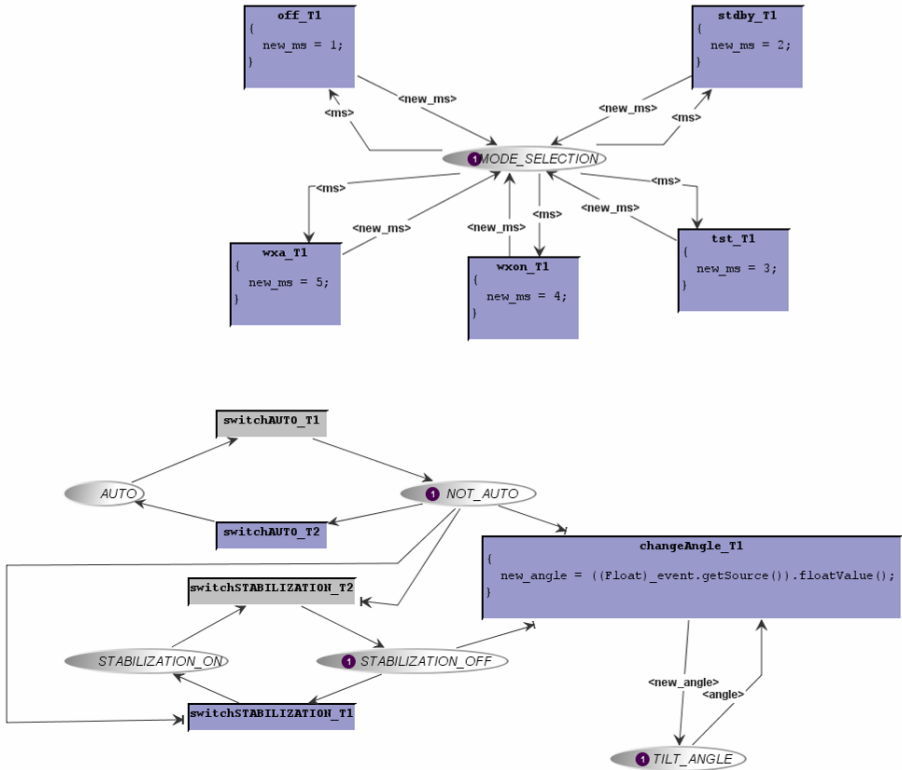 off_T1
{
new_ms = 1;
}
stdby_T1
{
new_ms = 2;
}
<new_ms>
<ms>
<new_ms>
<ms>
1
MODE_SELECTION
<ms>
<new_ms>
<new_ms>
<ms>
<new_ms>
<ms>
wxa_T1
{
new_ms = 5;
}
wxon_T1
{
new_ms = 4;
}
tst_T1
{
new_ms = 3;
}
switchAUTO_T1
AUTO
1 NOT_AUTO
switchAUTO_T2
changeAngle_T1
{
new_angle = ((Float)_event.getSource()).floatValue();
}
switchSTABILIZATION_T2
STABILIZATION_ON
1 STABILIZATION_OFF
switchSTABILIZATION_T1
<new_angle>
<angle>
1 TILT_ANGLE